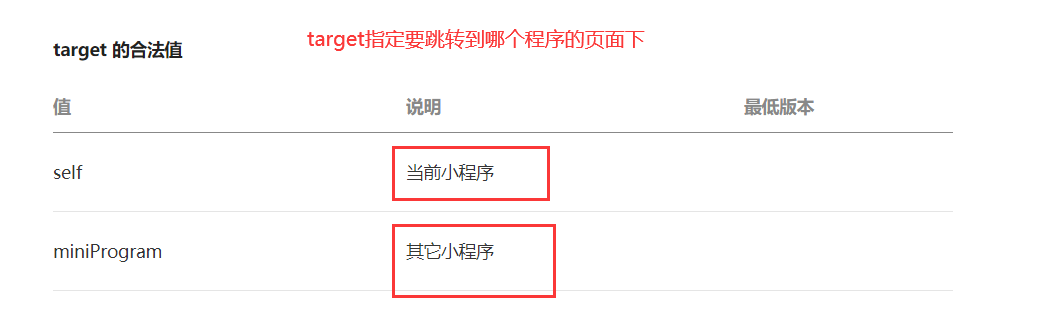 target指定要跳转到哪个程序的页面下
target 的合法值
值 说明 最低版本
self 当前小程序
miniProgram 其它小程序